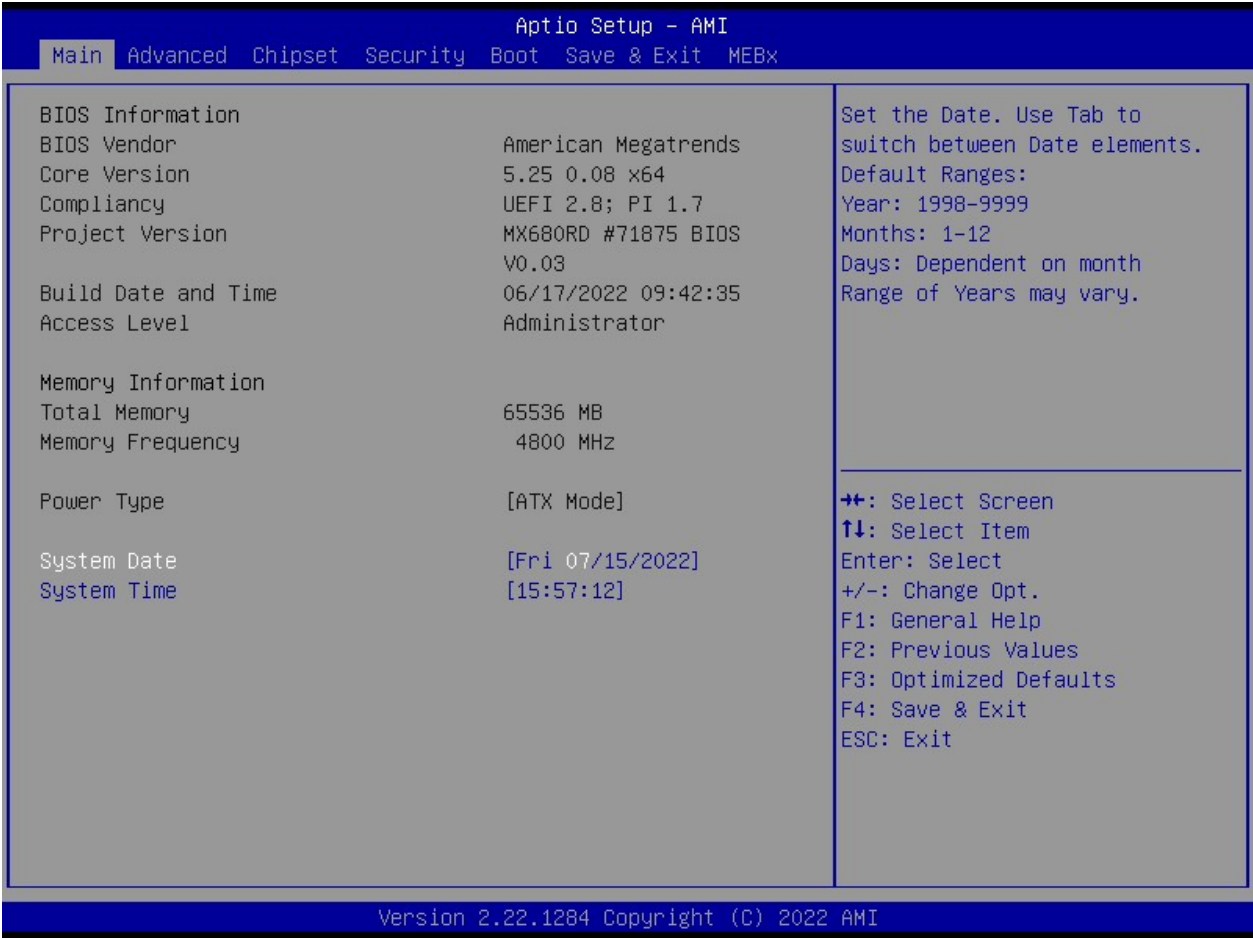 Aptio Setup – AMI
Main Advanced Chipset Security Boot Save & Exit MEBx
BIOS Information
BIOS Vendor American Megatrends
Core Version 5.25 0.08 x64
Compliancy UEFI 2.8; PI 1.7
Project Version MX680RD #71875 BIOS
V0.03
Build Date and Time 06/17/2022 09:42:35
Access Level Administrator
Memory Information
Total Memory 65536 MB
Memory Frequency 4800 MHz
Power Type [ATX Mode]
System Date [Fri 07/15/2022]
System Time [15:57:12]
Set the Date. Use Tab to
switch between Date elements.
Default Ranges:
Year: 1998-9999
Months: 1-12
Days: Dependent on month
Range of Years may vary.
→←: Select Screen
↑↓: Select Item
Enter: Select
+/-: Change Opt.
F1: General Help
F2: Previous Values
F3: Optimized Defaults
F4: Save & Exit
ESC: Exit
Version 2.22.1284 Copyright (C) 2022 AMI